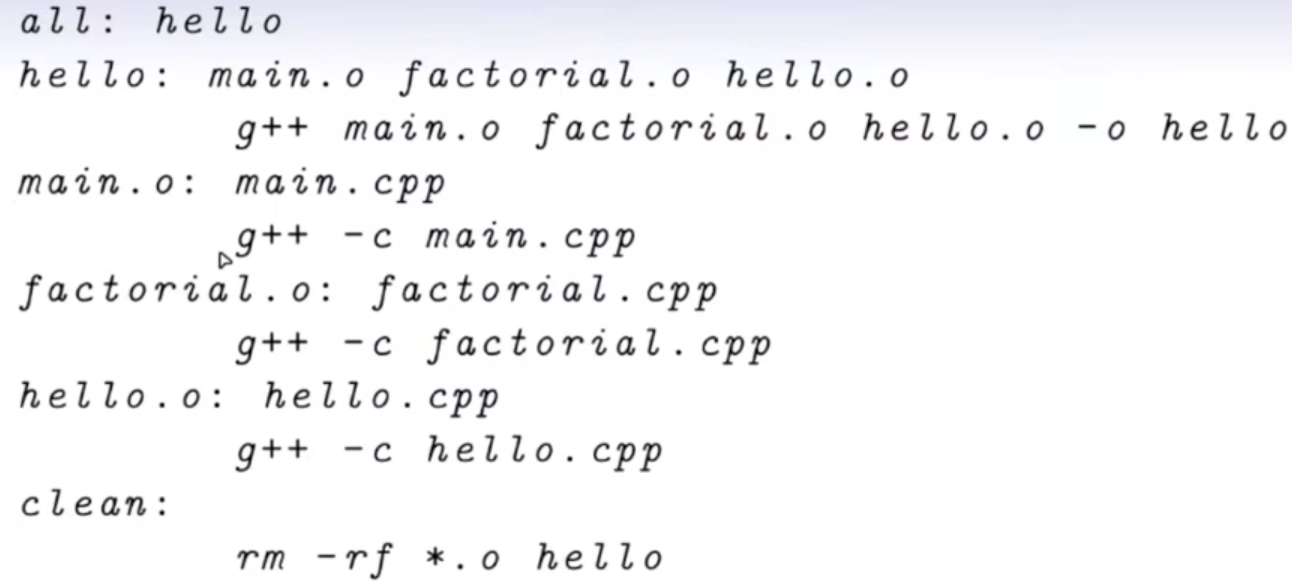 all: hello
hello: main.o factorial.o hello.o
g++ main.o factorial.o hello.o -o hello
main.o: main.cpp
g++ -c main.cpp
factorial.o: factorial.cpp
g++ -c factorial.cpp
hello.o: hello.cpp
g++ -c hello.cpp
clean:
rm -rf *.o hello